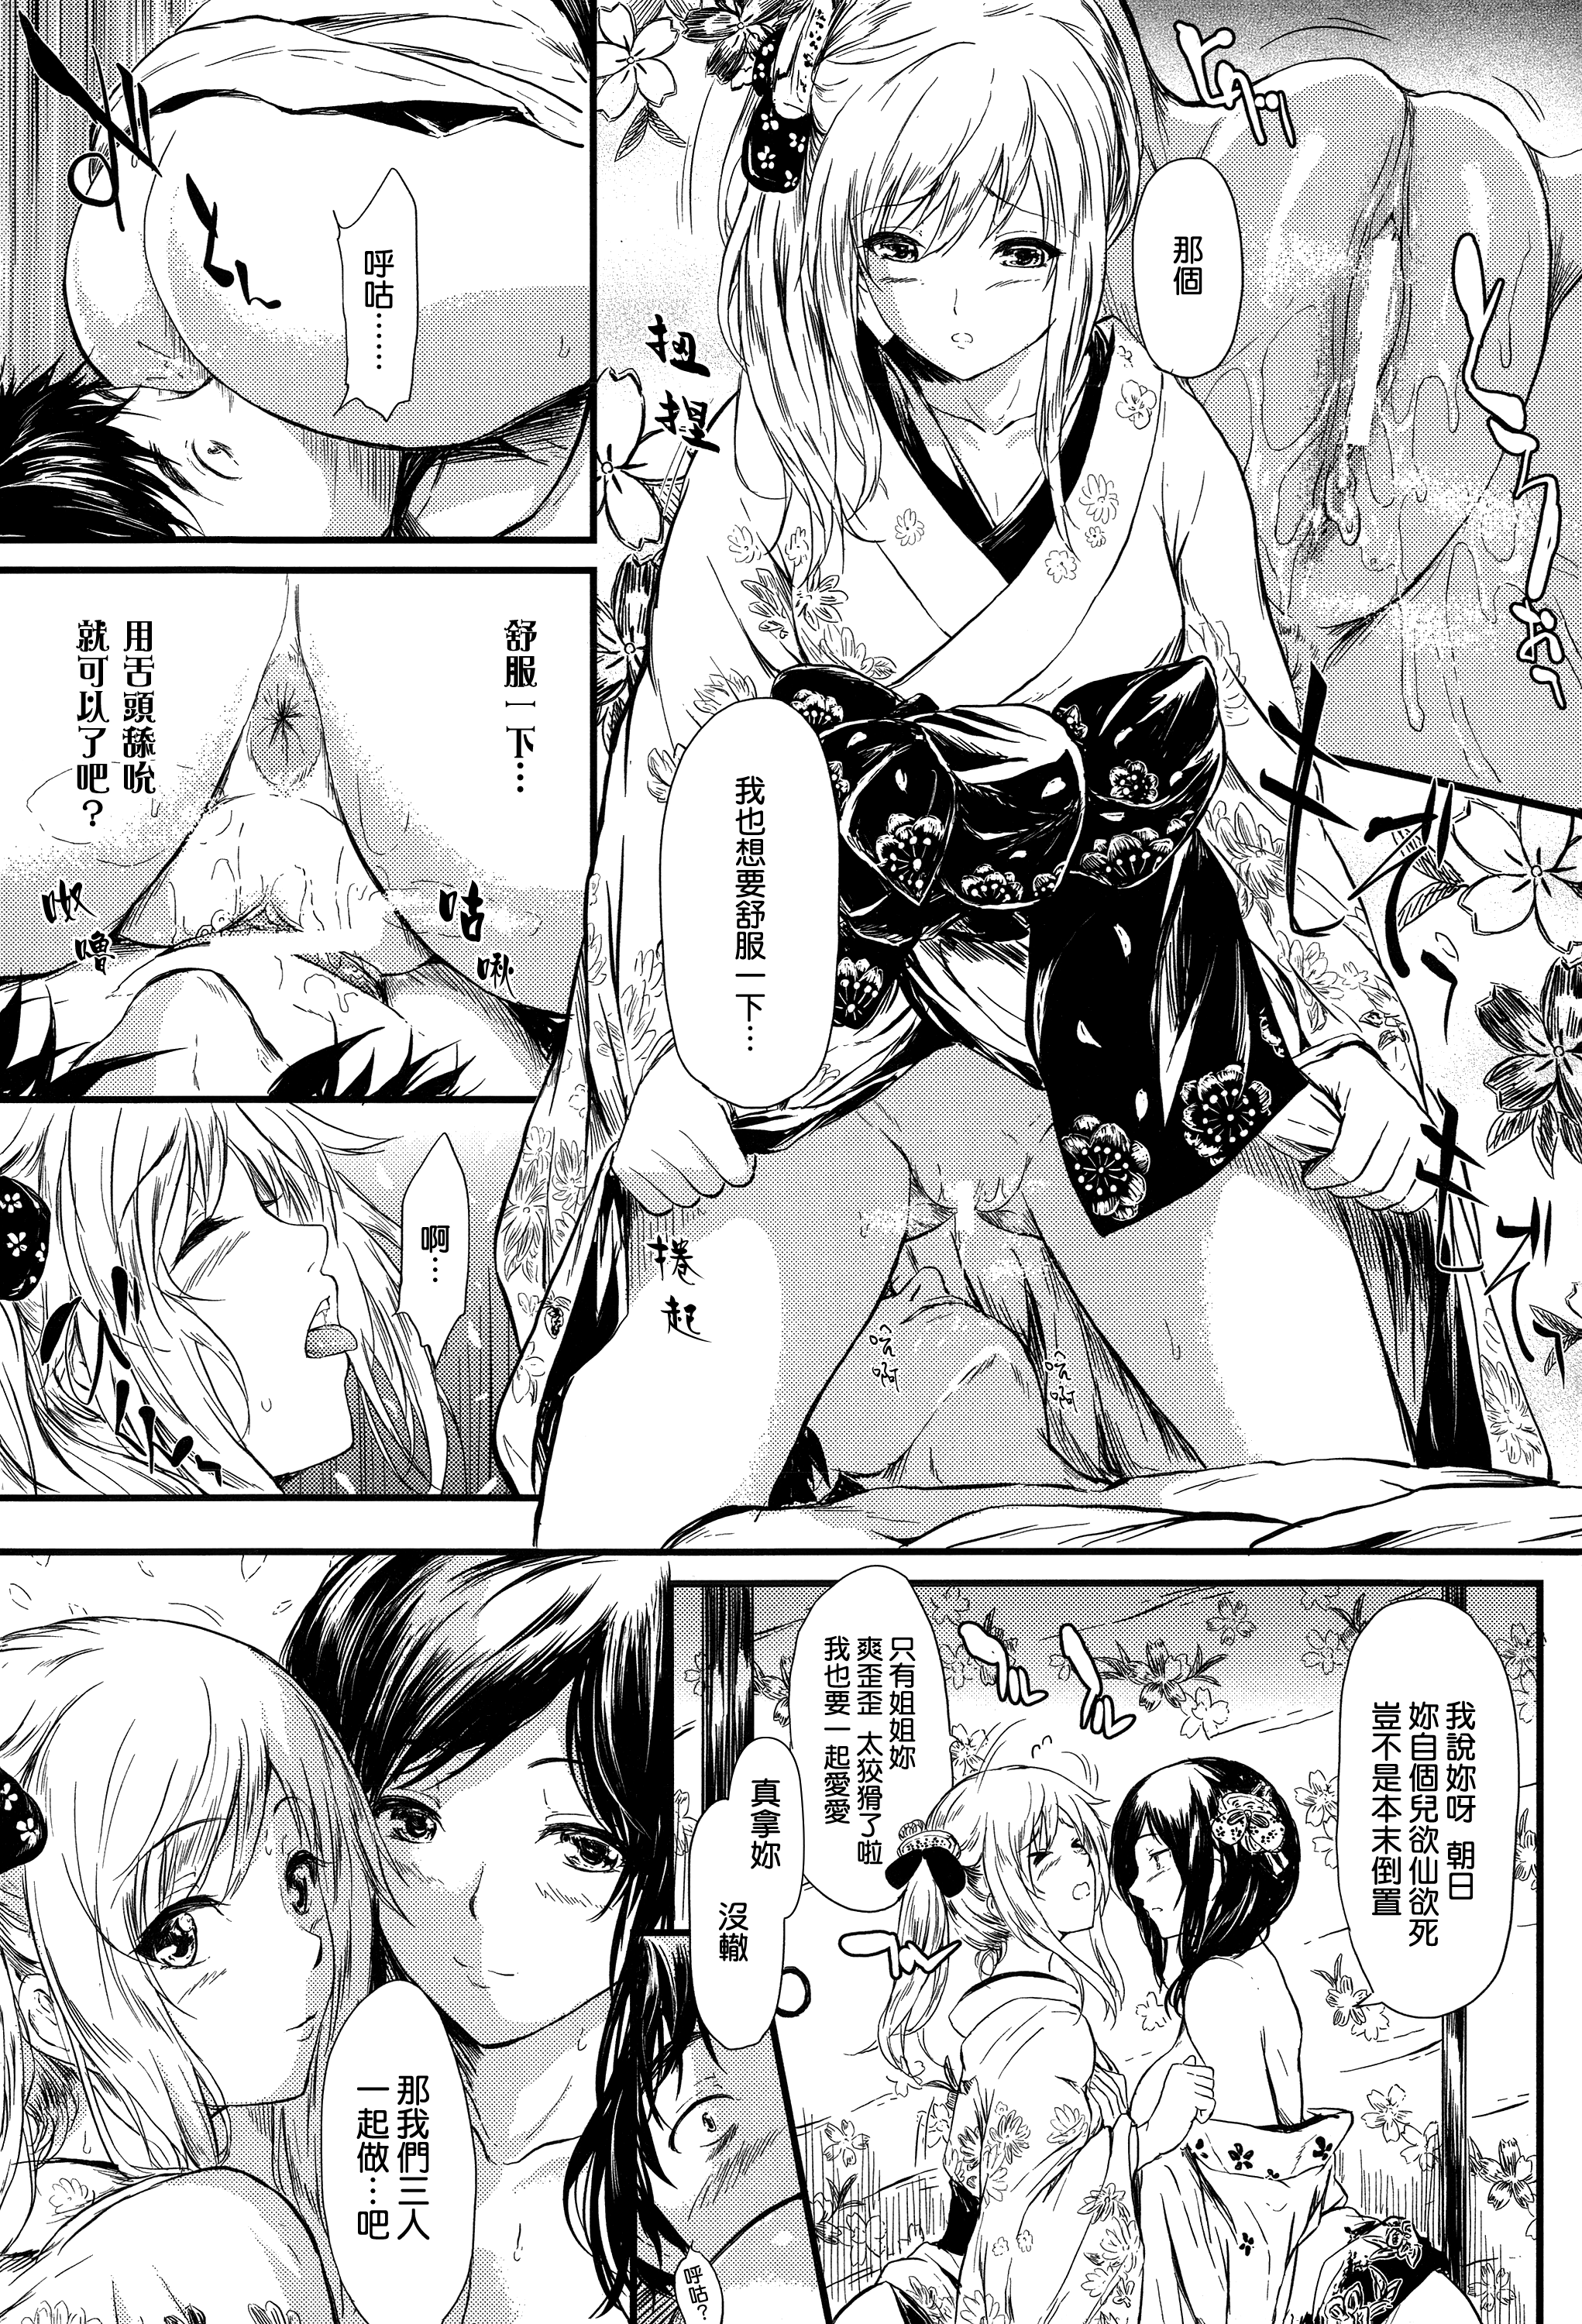 那個
扭
捏
我也想要舒服一下…
捲起
吭啊
吭啊
呼咕……
舒服一下…
用舌頭舔吮
就可以了吧？
咕啾
啾嚕
啊…
我說妳呀 朝日
妳自個兒欲仙欲死
豈不是本末倒置
只有姐姐妳
爽歪歪 太狡猾了啦
我也要一起愛愛
真拿妳
沒轍
呼咕？
那我們三人
一起做…吧